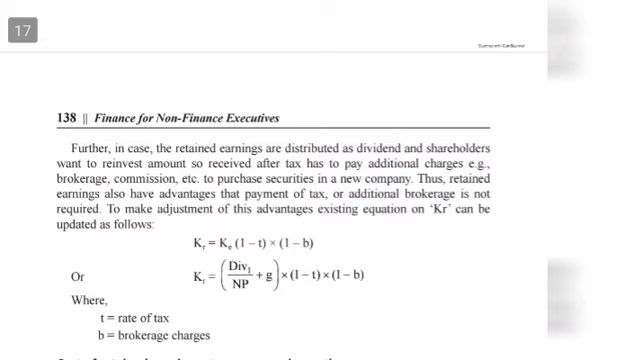 17
Scanned with CamScanner
138 || Finance for Non-Finance Executives
Further, in case, the retained earnings are distributed as dividend and shareholders
want to reinvest amount so received after tax has to pay additional charges e.g.,
brokerage, commission, etc. to purchase securities in a new company. Thus, retained
earnings also have advantages that payment of tax, or additional brokerage is not
required. To make adjustment of this advantages existing equation on ‘Kr’ can be
updated as follows:
Kr = Ke (1 – t) × (1 – b)
Or Kr = (Div1/NP + g) × (1 – t) × (1 – b)
Where,
t = rate of tax
b = brokerage charges